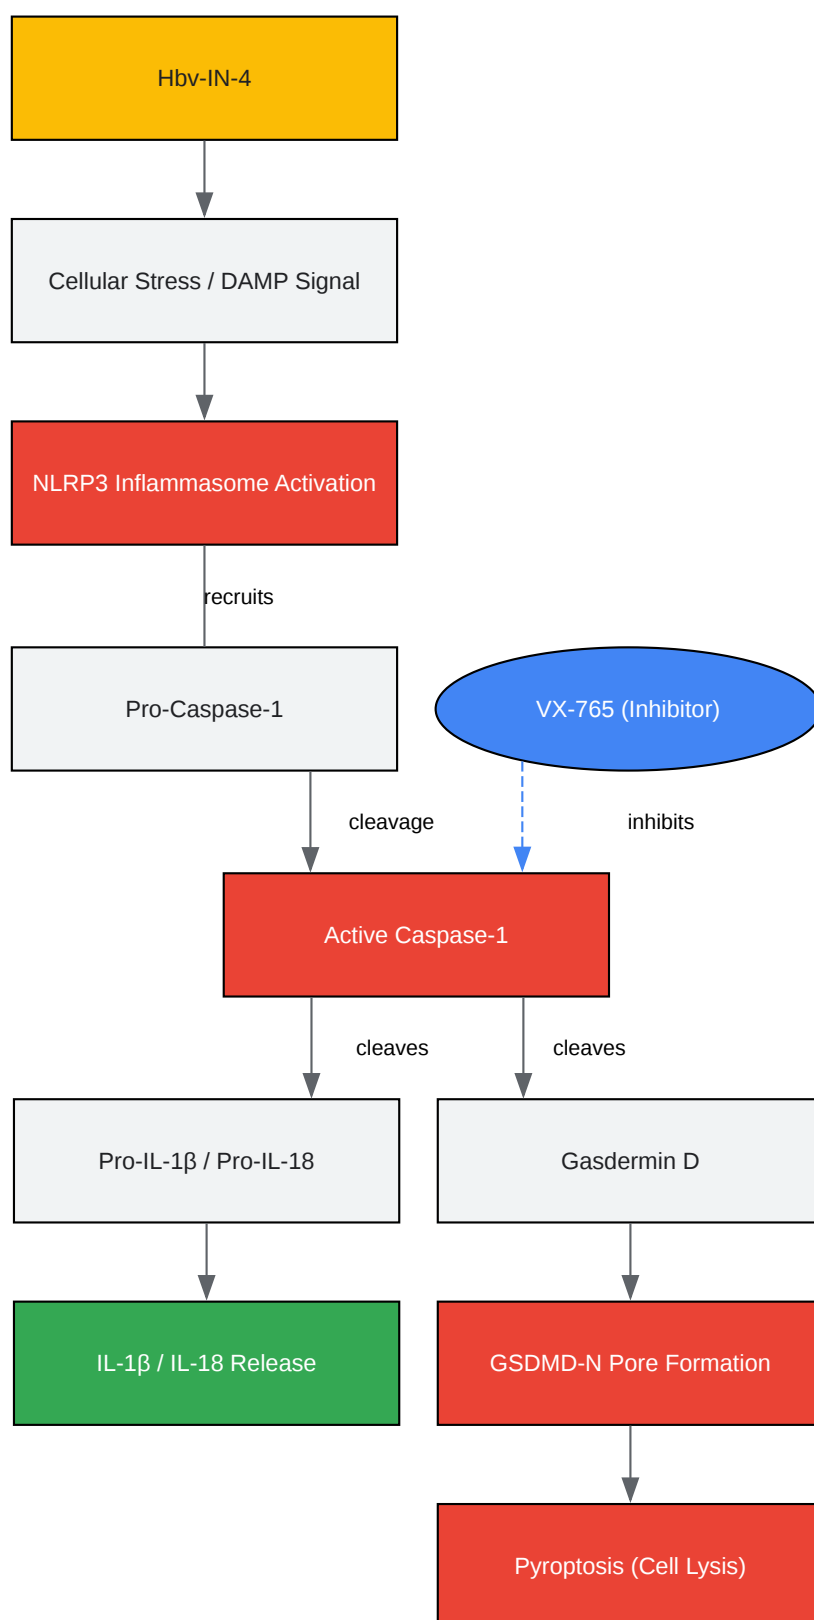 Hbv-IN-4
Cellular Stress / DAMP Signal
NLRP3 Inflammasome Activation
recruits
Pro-Caspase-1
VX-765 (Inhibitor)
cleavage
inhibits
Active Caspase-1
cleaves
cleaves
Pro-IL-1β / Pro-IL-18
Gasdermin D
IL-1β / IL-18 Release
GSDMD-N Pore Formation
Pyroptosis (Cell Lysis)